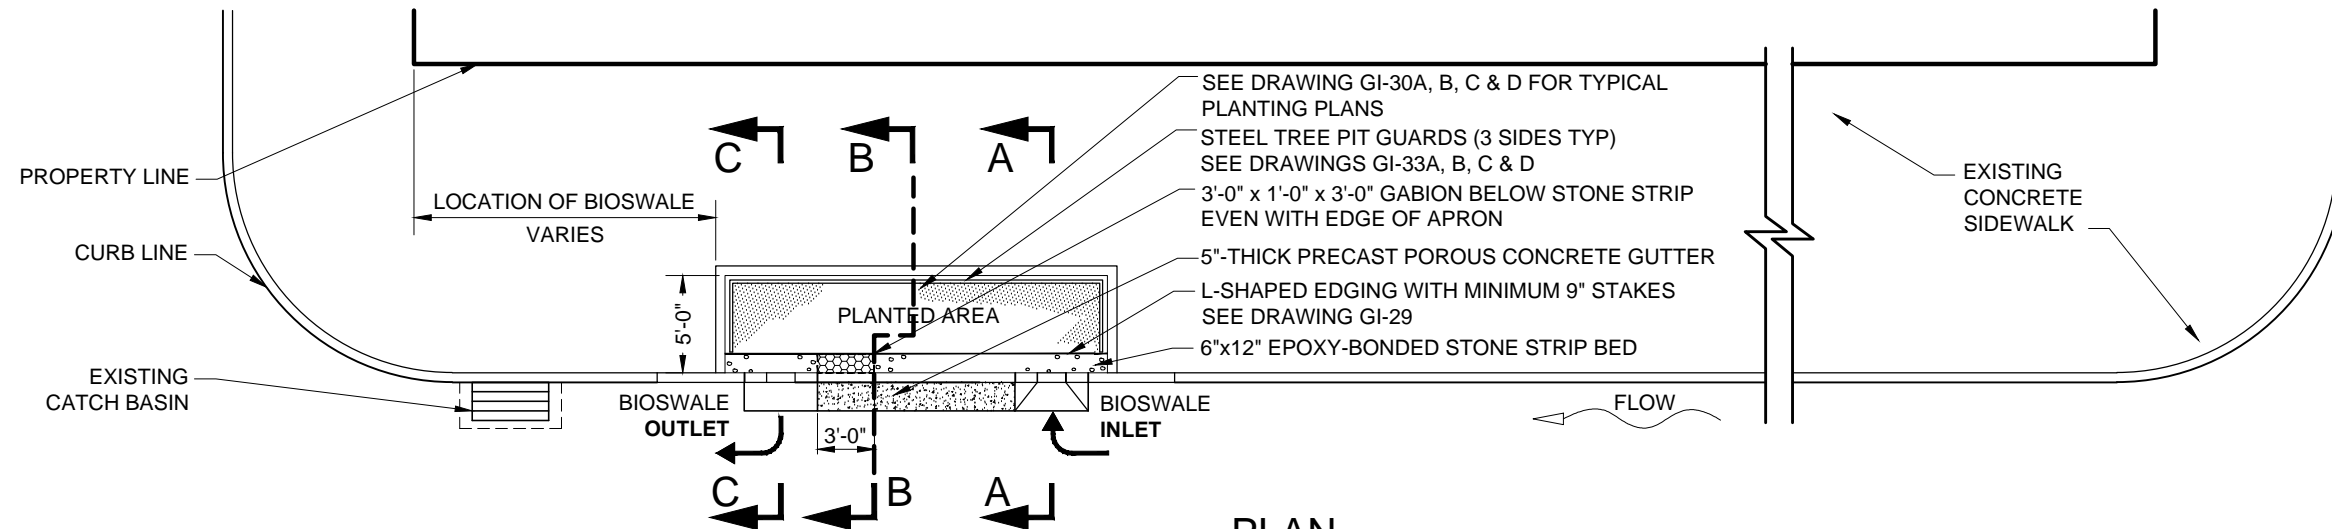 SEE DRAWING GI-30A, B, C & D FOR TYPICAL
PLANTING PLANS
STEEL TREE PIT GUARDS (3 SIDES TYP)
SEE DRAWINGS GI-33A, B, C & D
3'-0" x 1'-0" x 3'-0" GABION BELOW STONE STRIP
EVEN WITH EDGE OF APRON
5"-THICK PRECAST POROUS CONCRETE GUTTER
L-SHAPED EDGING WITH MINIMUM 9" STAKES
SEE DRAWING GI-29
6"x12" EPOXY-BONDED STONE STRIP BED
C
B
A
PROPERTY LINE
LOCATION OF BIOSWALE
VARIES
CURB LINE
EXISTING
CONCRETE
SIDEWALK
5'-0"
PLANTED AREA
EXISTING
CATCH BASIN
BIOSWALE
OUTLET
3'-0"
BIOSWALE
INLET
FLOW
C
B
A
PLAN